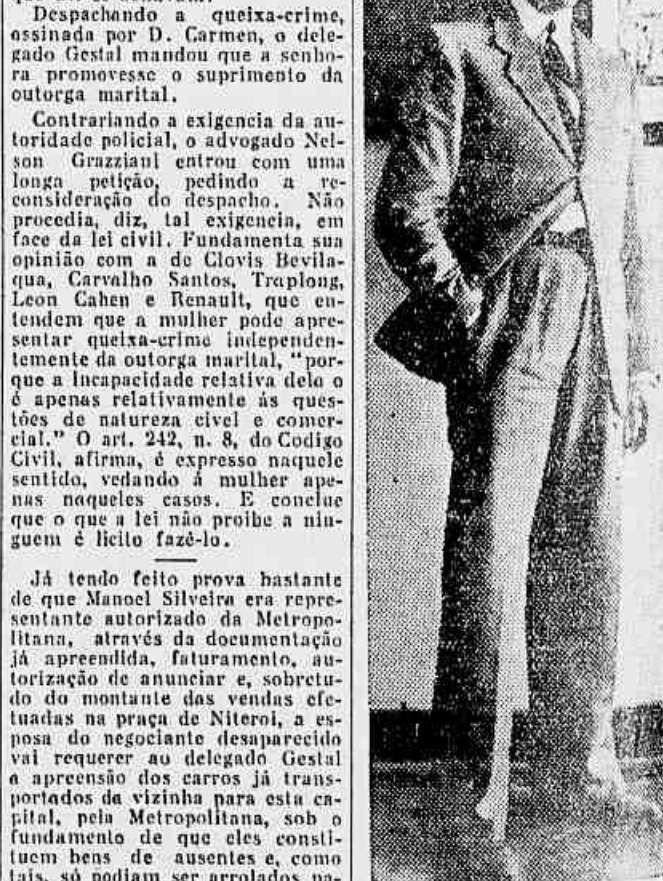 Despachando a queixa-crime,
assinada por D. Carmen, o dele-
gado Gestal mandou que a senho-
ra promovesse o suprimento da
outorga marital.
Contrariando a exigencia da au-
toridade policial, o advogado Nel-
son Grazziani entrou com uma
longa petição, pedindo a re-
consideração do despacho. Não
procedia, diz, tal exigencia, em
face da lei civil. Fundamenta sua
opinião com a de Clovis Bevila-
qua, Carvalho Santos, Traplong,
Leon Cahen e Renault, que en-
tendem que a mulher pode apre-
sentar queixa-crime independen-
temente da outorga marital, "por-
que a incapacidade relativa dela o
é apenas relativamente ás ques-
tões de natureza civel e comer-
cial." O art. 242, n. 8, do Codigo
Civil, afirma, é expresso naquele
sentido, vedando á mulher ape-
nas naqueles casos. E conclue
que o que a lei não proibe a nin-
guem é licito fazê-lo.
Já tendo feito prova bastante
de que Manoel Silveira era repre-
sentante autorizado da Metropo-
litana, através da documentação
já apreendida, faturamento, au-
torização de anunciar e, sobretu-
do do montante das vendas efe-
tuadas na praça de Niteroi, a es-
posa do negociante desaparecido
vai requerer ao delegado Gestal
a apreensão dos carros já trans-
portados da vizinha para esta ca-
pital, pela Metropolitana, sob o
fundamento de que eles consti-
tuem bens de ausentes e, como
tais, só podiam ser arrolados pa-